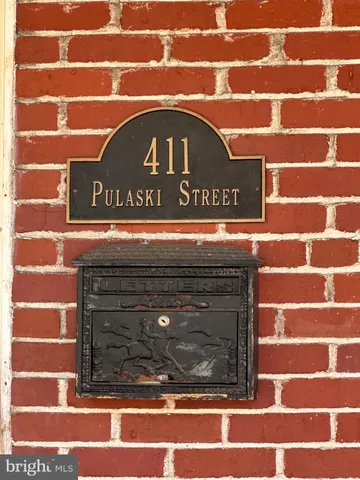 411
PULASKI STREET
LETTERS
bright MLS